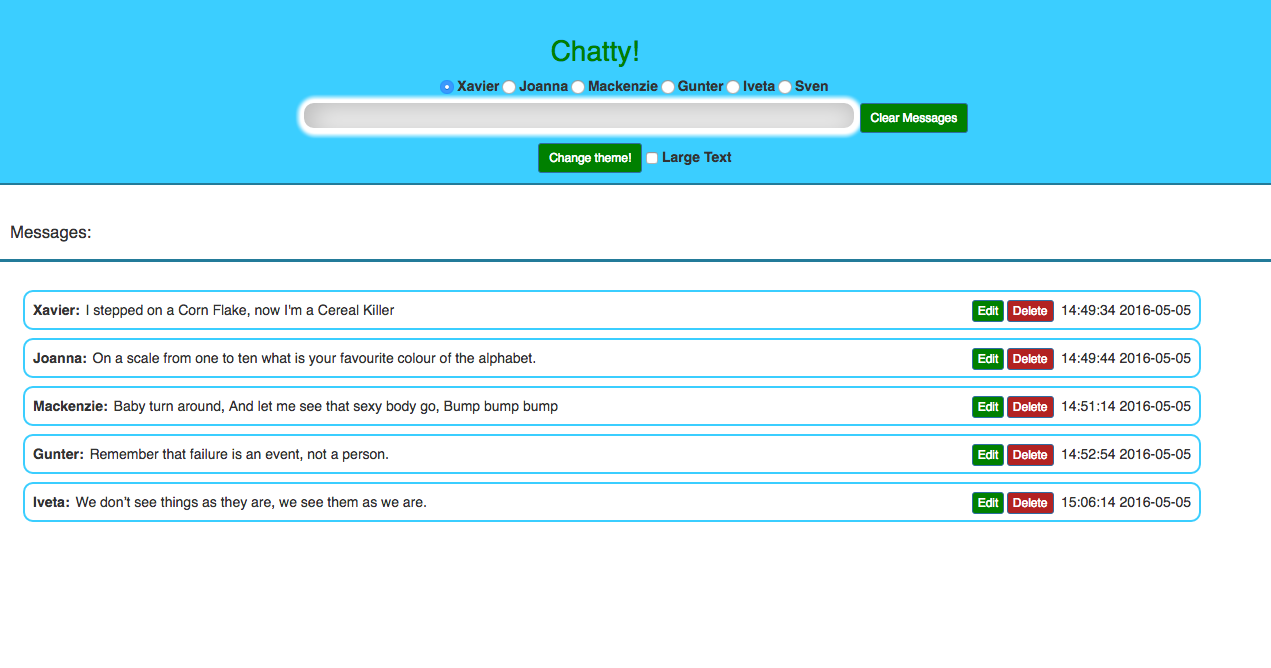 Chatty!
Xavier Joanna Mackenzie Gunter Iveta Sven
Clear Messages
Change theme! Large Text
Messages:
Xavier: I stepped on a Corn Flake, now I'm a Cereal Killer Edit Delete 14:49:34 2016-05-05
Joanna: On a scale from one to ten what is your favourite colour of the alphabet. Edit Delete 14:49:44 2016-05-05
Mackenzie: Baby turn around, And let me see that sexy body go, Bump bump bump Edit Delete 14:51:14 2016-05-05
Gunter: Remember that failure is an event, not a person. Edit Delete 14:52:54 2016-05-05
Iveta: We don't see things as they are, we see them as we are. Edit Delete 15:06:14 2016-05-05